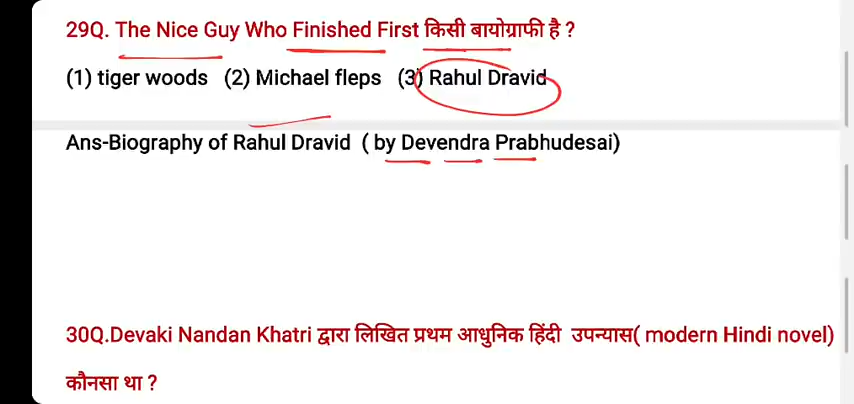 29Q. The Nice Guy Who Finished First किसी बायोग्राफी है ?
(1) tiger woods (2) Michael fleps (3) Rahul Dravid
Ans-Biography of Rahul Dravid ( by Devendra Prabhudesai)
30Q.Devaki Nandan Khatri द्वारा लिखित प्रथम आधुनिक हिंदी उपन्यास( modern Hindi novel)
कौनसा था ?